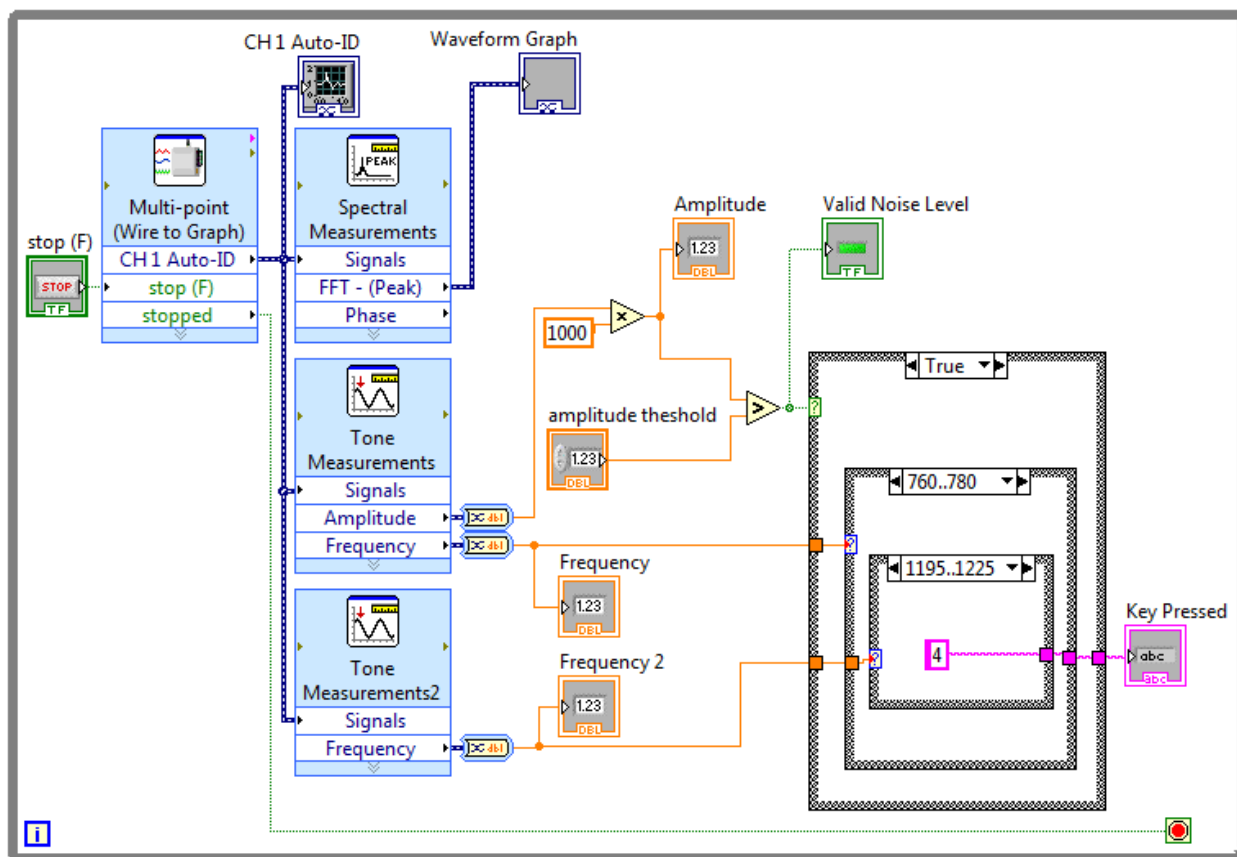 CH 1 Auto-ID
Waveform Graph
PEAK
Multi-point
(Wire to Graph)
CH 1 Auto-ID
stop (F)
stopped
stop (F)
STOP
TF
Spectral
Measurements
Signals
FFT - (Peak)
Phase
Amplitude
1.23
DBL
Valid Noise Level
TF
1000
x
>
amplitude theshold
1.23
DBL
Tone
Measurements
Signals
Amplitude
dbl
Frequency
dbl
Frequency
1.23
DBL
Tone
Measurements2
Signals
Frequency
dbl
Frequency 2
1.23
DBL
True
?
760..780
?
1195..1225
?
4
Key Pressed
abc
abc
i